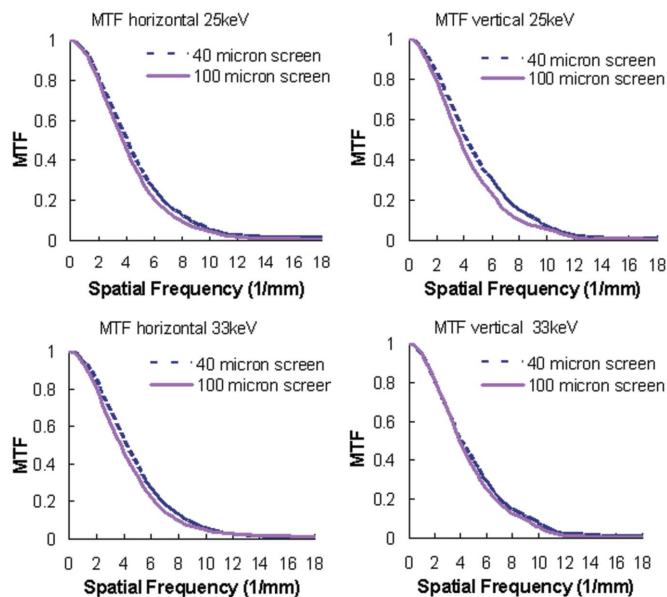 MTF horizontal 25keV
40 micron screen
100 micron screen
1
0.8
0.6
0.4
0.2
0
MTF
0 2 4 6 8 10 12 14 16 18
Spatial Frequency (1/mm)
MTF vertical 25keV
40 micron screen
100 micron screen
1
0.8
0.6
0.4
0.2
0
MTF
0 2 4 6 8 10 12 14 16 18
Spatial Frequency (1/mm)
MTF horizontal 33keV
40 micron screen
100 micron screen
1
0.8
0.6
0.4
0.2
0
MTF
0 2 4 6 8 10 12 14 16 18
Spatial Frequency (1/mm)
MTF vertical 33keV
40 micron screen
100 micron screen
1
0.8
0.6
0.4
0.2
0
MTF
0 2 4 6 8 10 12 14 16 18
Spatial Frequency (1/mm)